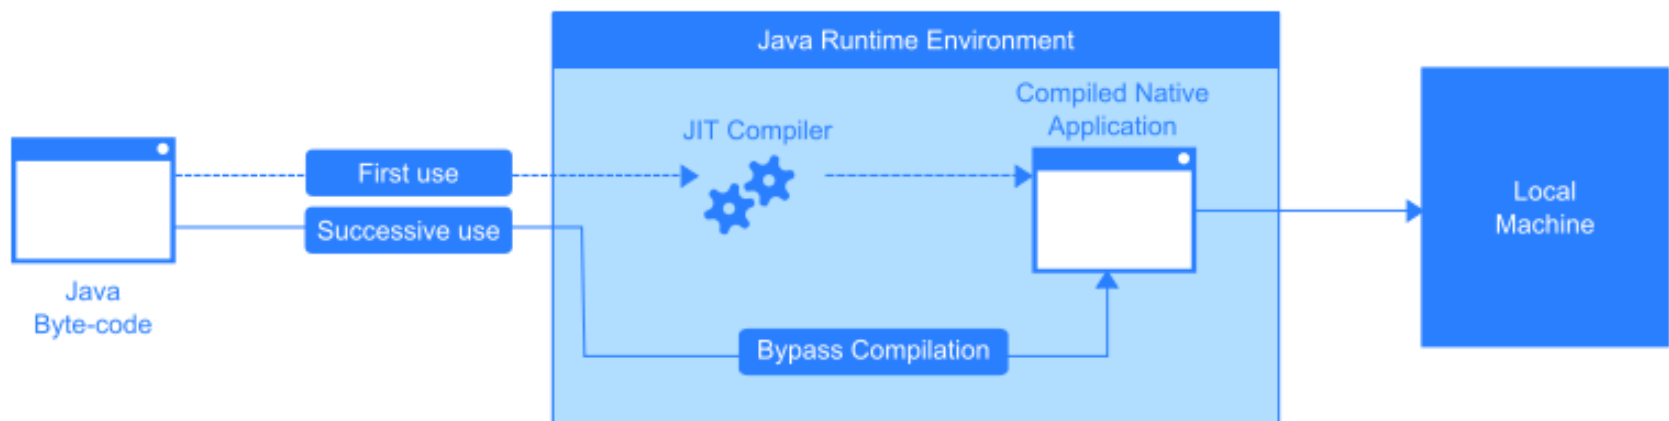 Java Runtime Environment
Compiled Native
Application
JIT Compiler
First use
Successive use
Java
Byte-code
Bypass Compilation
Local
Machine